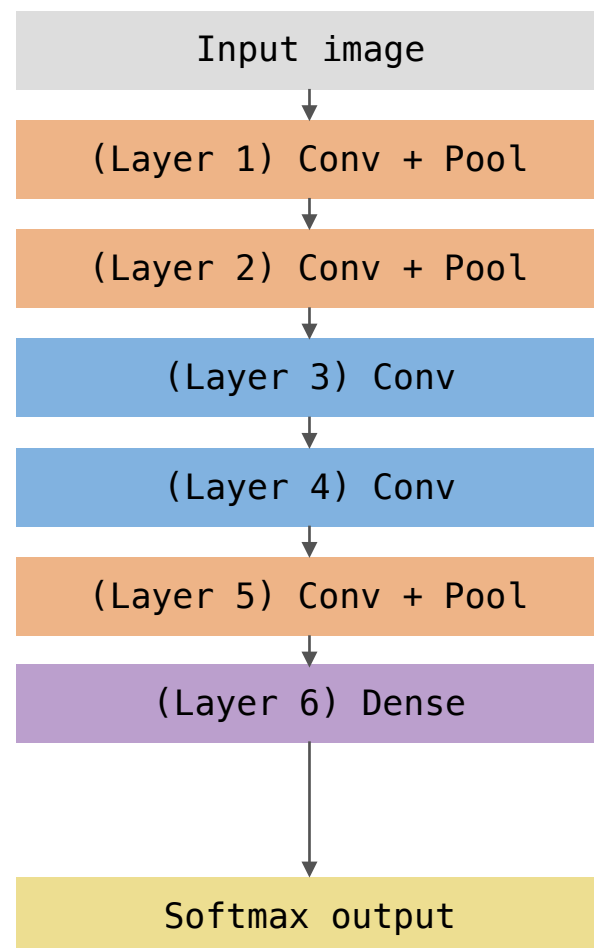 Input image
(Layer 1) Conv + Pool
(Layer 2) Conv + Pool
(Layer 3) Conv
(Layer 4) Conv
(Layer 5) Conv + Pool
(Layer 6) Dense
Softmax output